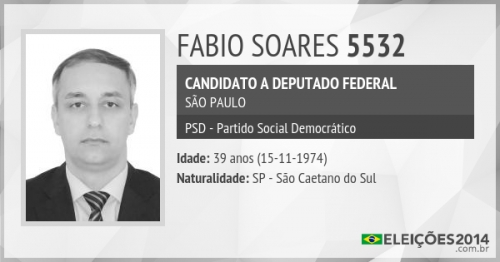 FABIO SOARES 5532
CANDIDATO A DEPUTADO FEDERAL
SÃO PAULO
PSD - Partido Social Democrático
Idade: 39 anos (15-11-1974)
Naturalidade: SP - São Caetano do Sul
ELEIÇÕES2014
.com.br